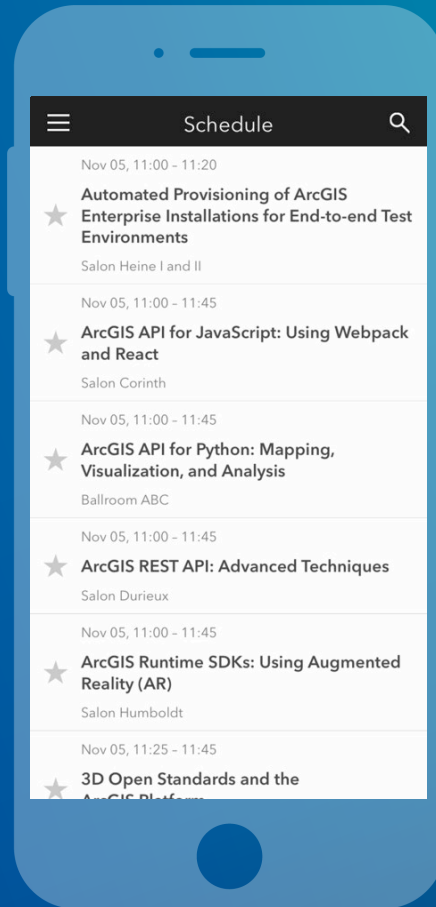 Schedule
Nov 05, 11:00 – 11:20
Automated Provisioning of ArcGIS
Enterprise Installations for End-to-end Test
Environments
Salon Heine I and II
Nov 05, 11:00 – 11:45
ArcGIS API for JavaScript: Using Webpack
and React
Salon Corinth
Nov 05, 11:00 – 11:45
ArcGIS API for Python: Mapping,
Visualization, and Analysis
Ballroom ABC
Nov 05, 11:00 – 11:45
ArcGIS REST API: Advanced Techniques
Salon Durieux
Nov 05, 11:00 – 11:45
ArcGIS Runtime SDKs: Using Augmented
Reality (AR)
Salon Humboldt
Nov 05, 11:25 – 11:45
3D Open Standards and the
ArcGIS Platform